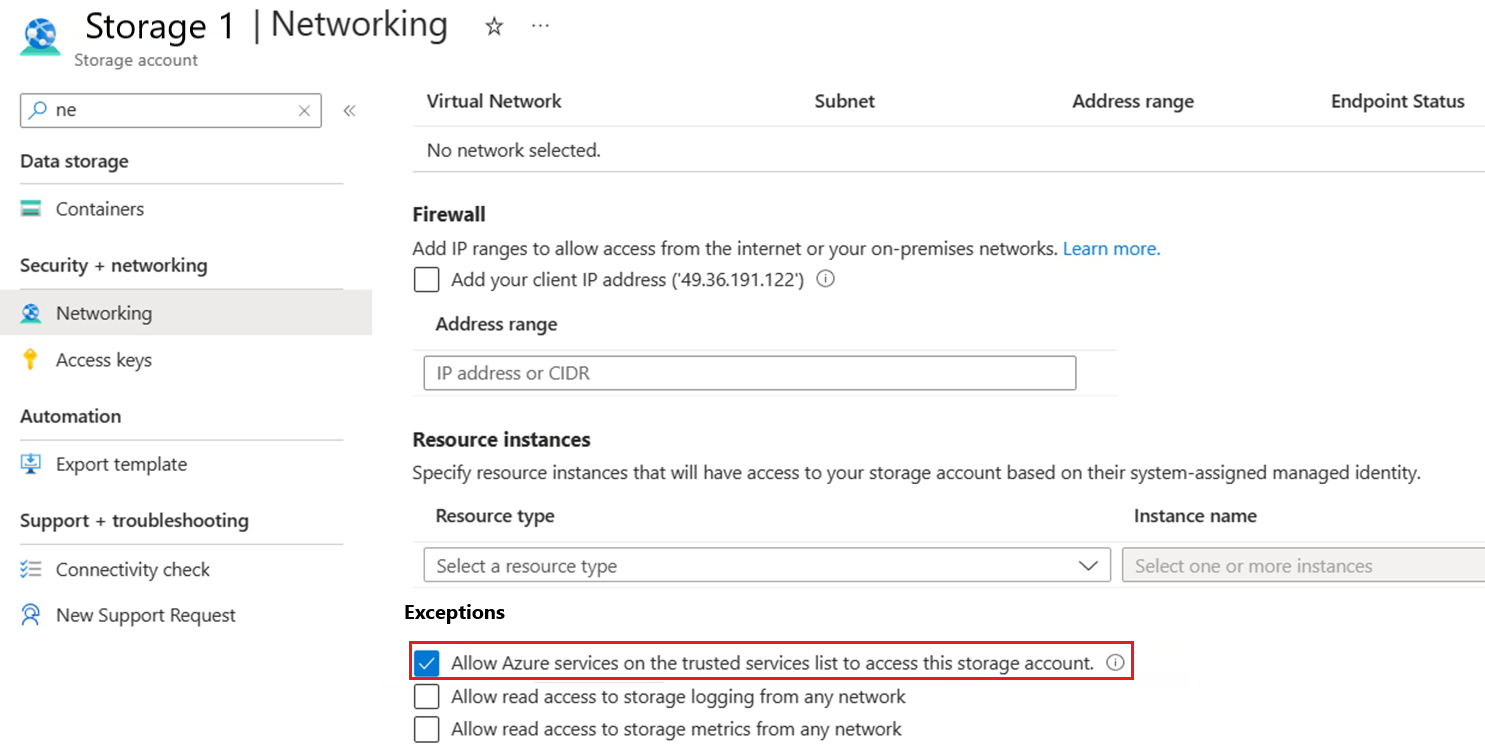 Storage 1 | Networking
Storage account
ne
Data storage
Containers
Security + networking
Networking
Access keys
Automation
Export template
Support + troubleshooting
Connectivity check
New Support Request
Virtual Network Subnet Address range Endpoint Status
No network selected.
Firewall
Add IP ranges to allow access from the internet or your on-premises networks. Learn more.
Add your client IP address ('49.36.191.122')
Address range
IP address or CIDR
Resource instances
Specify resource instances that will have access to your storage account based on their system-assigned managed identity.
Resource type Instance name
Select a resource type Select one or more instances
Exceptions
Allow Azure services on the trusted services list to access this storage account.
Allow read access to storage logging from any network
Allow read access to storage metrics from any network